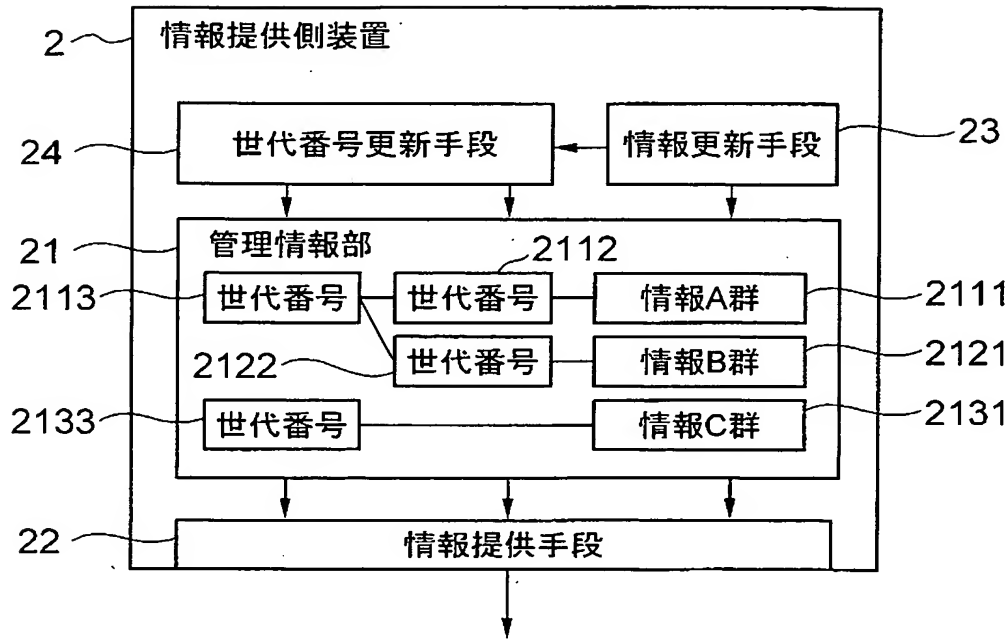 2
情報提供側装置
24
世代番号更新手段
情報更新手段
23
21
管理情報部
2112
2113
世代番号
世代番号
情報A群
2111
2122
世代番号
情報B群
2121
2133
世代番号
情報C群
2131
22
情報提供手段